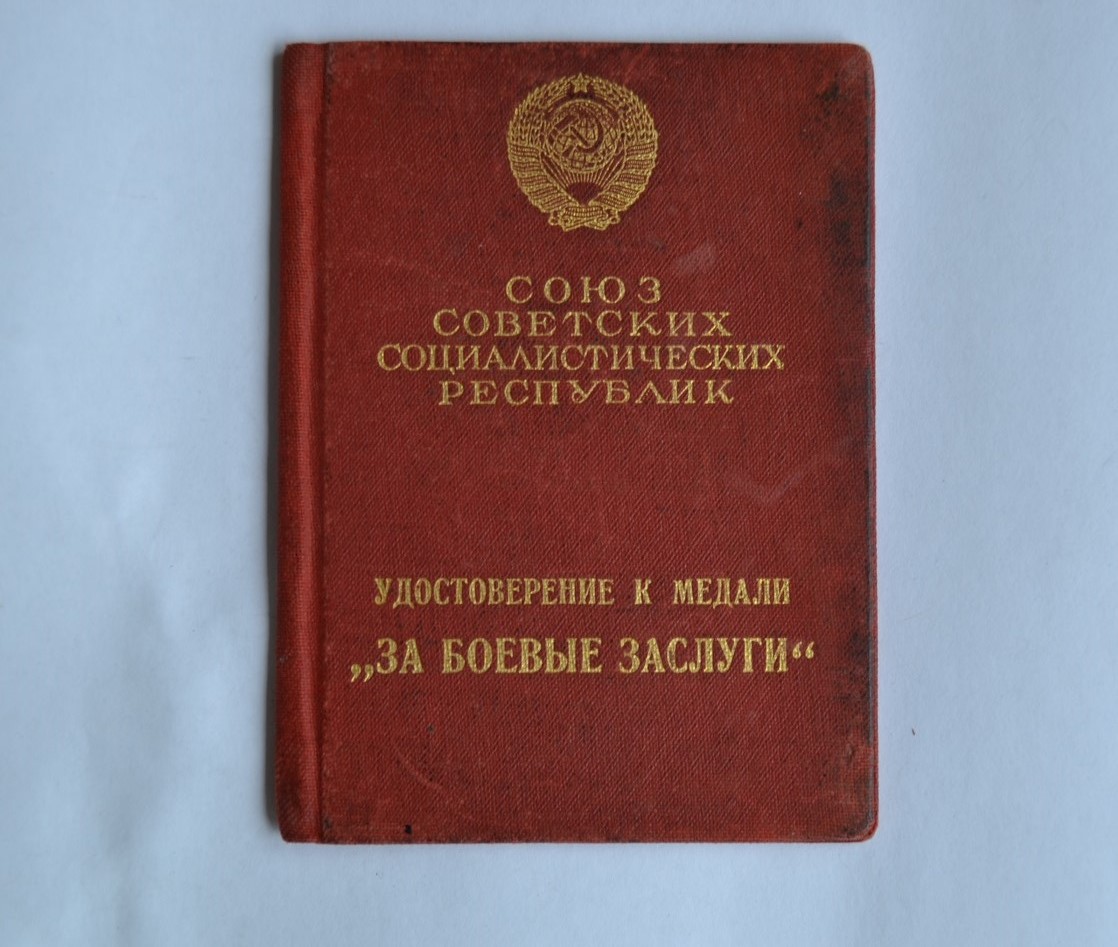 СОЮЗ
СОВЕТСКИХ
СОЦИАЛИСТИЧЕСКИХ
РЕСПУБЛИК
УДОСТОВЕРЕНИЕ К МЕДАЛИ
„ЗА БОЕВЫЕ ЗАСЛУГИ“